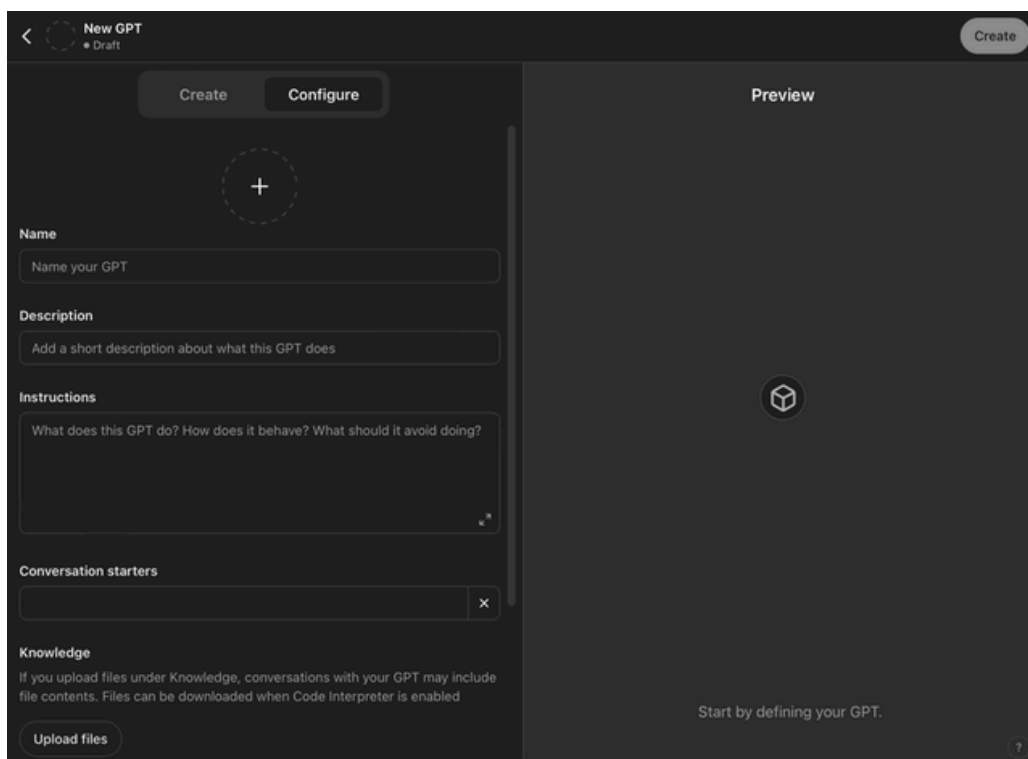 New GPT
• Draft
Create
Create
Configure
Preview
Name
Name your GPT
Description
Add a short description about what this GPT does
Instructions
What does this GPT do? How does it behave? What should it avoid doing?
Conversation starters
Knowledge
If you upload files under Knowledge, conversations with your GPT may include
file contents. Files can be downloaded when Code Interpreter is enabled
Upload files
Start by defining your GPT.
?